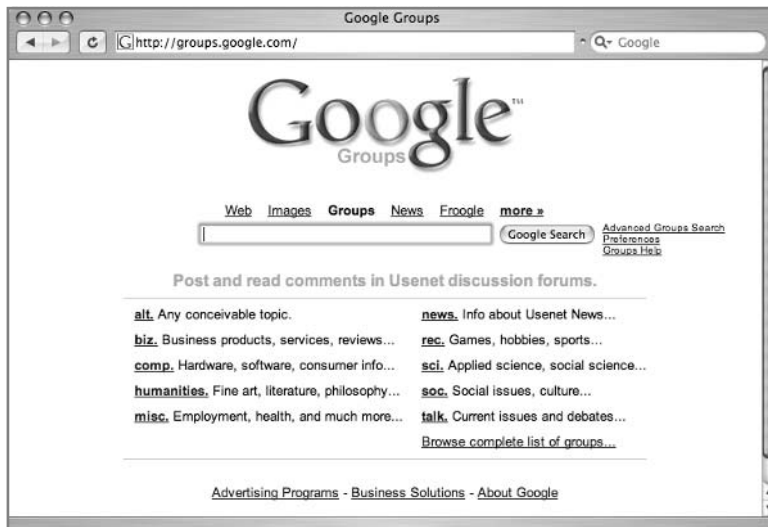 Google Groups
G http://groups.google.com/
Q Google
Google™
Groups
Web Images Groups News Froogle more »
Google Search
Advanced Groups Search
Preferences
Groups Help
Post and read comments in Usenet discussion forums.
alt. Any conceivable topic.
biz. Business products, services, reviews...
comp. Hardware, software, consumer info...
humanities. Fine art, literature, philosophy...
misc. Employment, health, and much more...
news. Info about Usenet News...
rec. Games, hobbies, sports...
sci. Applied science, social science...
soc. Social issues, culture...
talk. Current issues and debates...
Browse complete list of groups...
Advertising Programs - Business Solutions - About Google